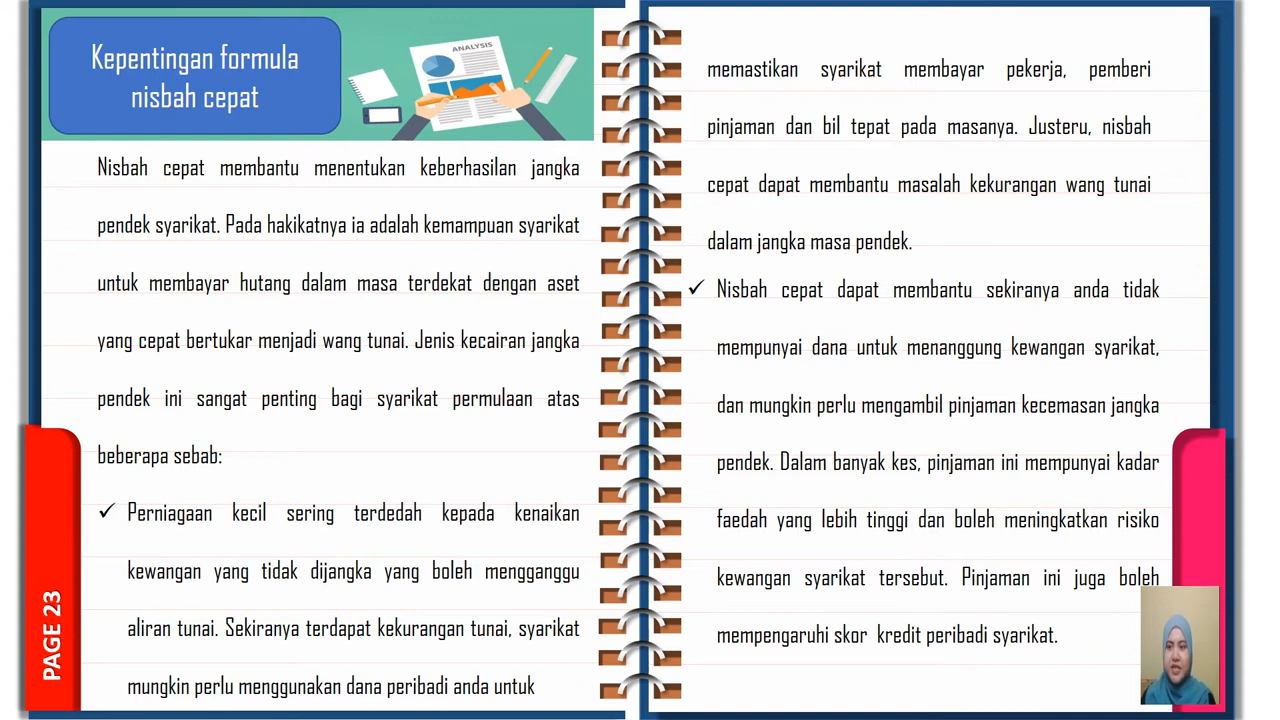 Kepentingan formula
nisbah cepat
ANALYSIS
Nisbah cepat membantu menentukan keberhasilan jangka
pendek syarikat. Pada hakikatnya ia adalah kemampuan syarikat
untuk membayar hutang dalam masa terdekat dengan aset
yang cepat bertukar menjadi wang tunai. Jenis kecairan jangka
pendek ini sangat penting bagi syarikat permulaan atas
beberapa sebab:
✓ Perniagaan kecil sering terdedah kepada kenaikan
kewangan yang tidak dijangka yang boleh mengganggu
aliran tunai. Sekiranya terdapat kekurangan tunai, syarikat
mungkin perlu menggunakan dana peribadi anda untuk
PAGE 23
memastikan syarikat membayar pekerja, pemberi
pinjaman dan bil tepat pada masanya. Justeru, nisbah
cepat dapat membantu masalah kekurangan wang tunai
dalam jangka masa pendek.
✓ Nisbah cepat dapat membantu sekiranya anda tidak
mempunyai dana untuk menanggung kewangan syarikat,
dan mungkin perlu mengambil pinjaman kecemasan jangka
pendek. Dalam banyak kes, pinjaman ini mempunyai kadar
faedah yang lebih tinggi dan boleh meningkatkan risiko
kewangan syarikat tersebut. Pinjaman ini juga boleh
mempengaruhi skor kredit peribadi syarikat.